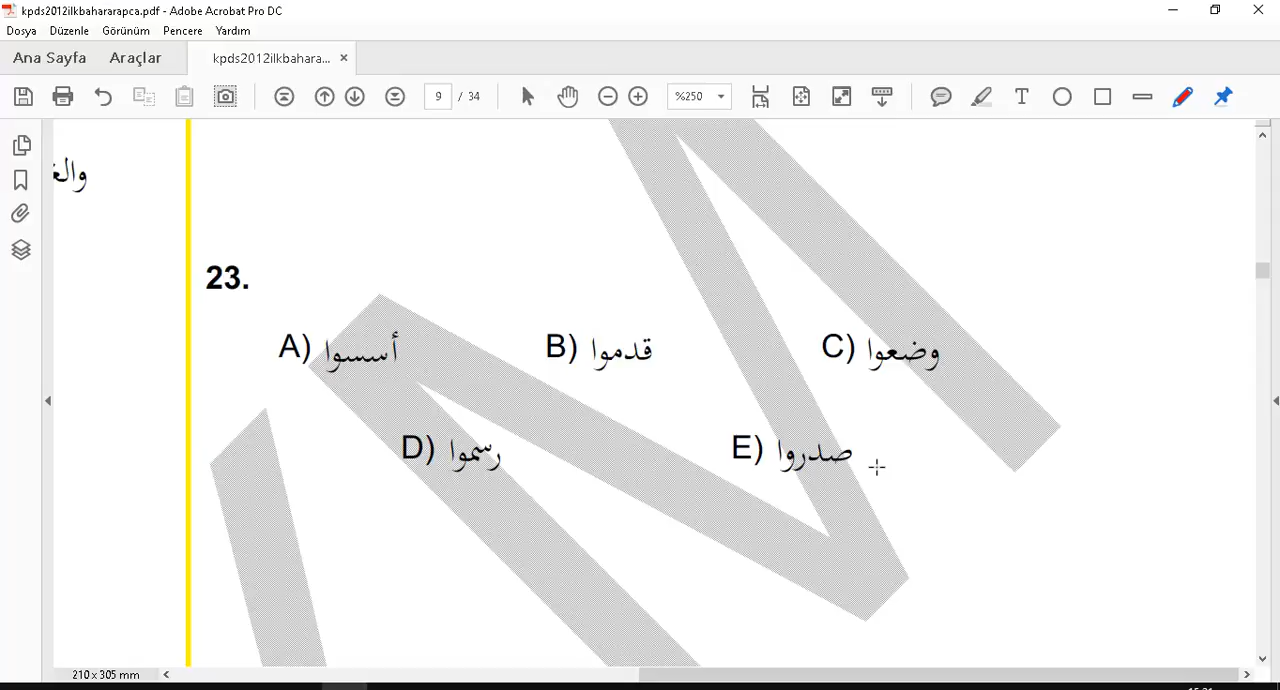 kpds2012ilkbahararapca.pdf - Adobe Acrobat Pro DC
Dosya Düzenle Görünüm Pencere Yardım
Ana Sayfa Araçlar kpds2012ilkbahara... ×
9 / 34 %250
23.
A) أسسوا B) قدموا C) وضعوا
D) رسموا E) صدروا
210 x 305 mm